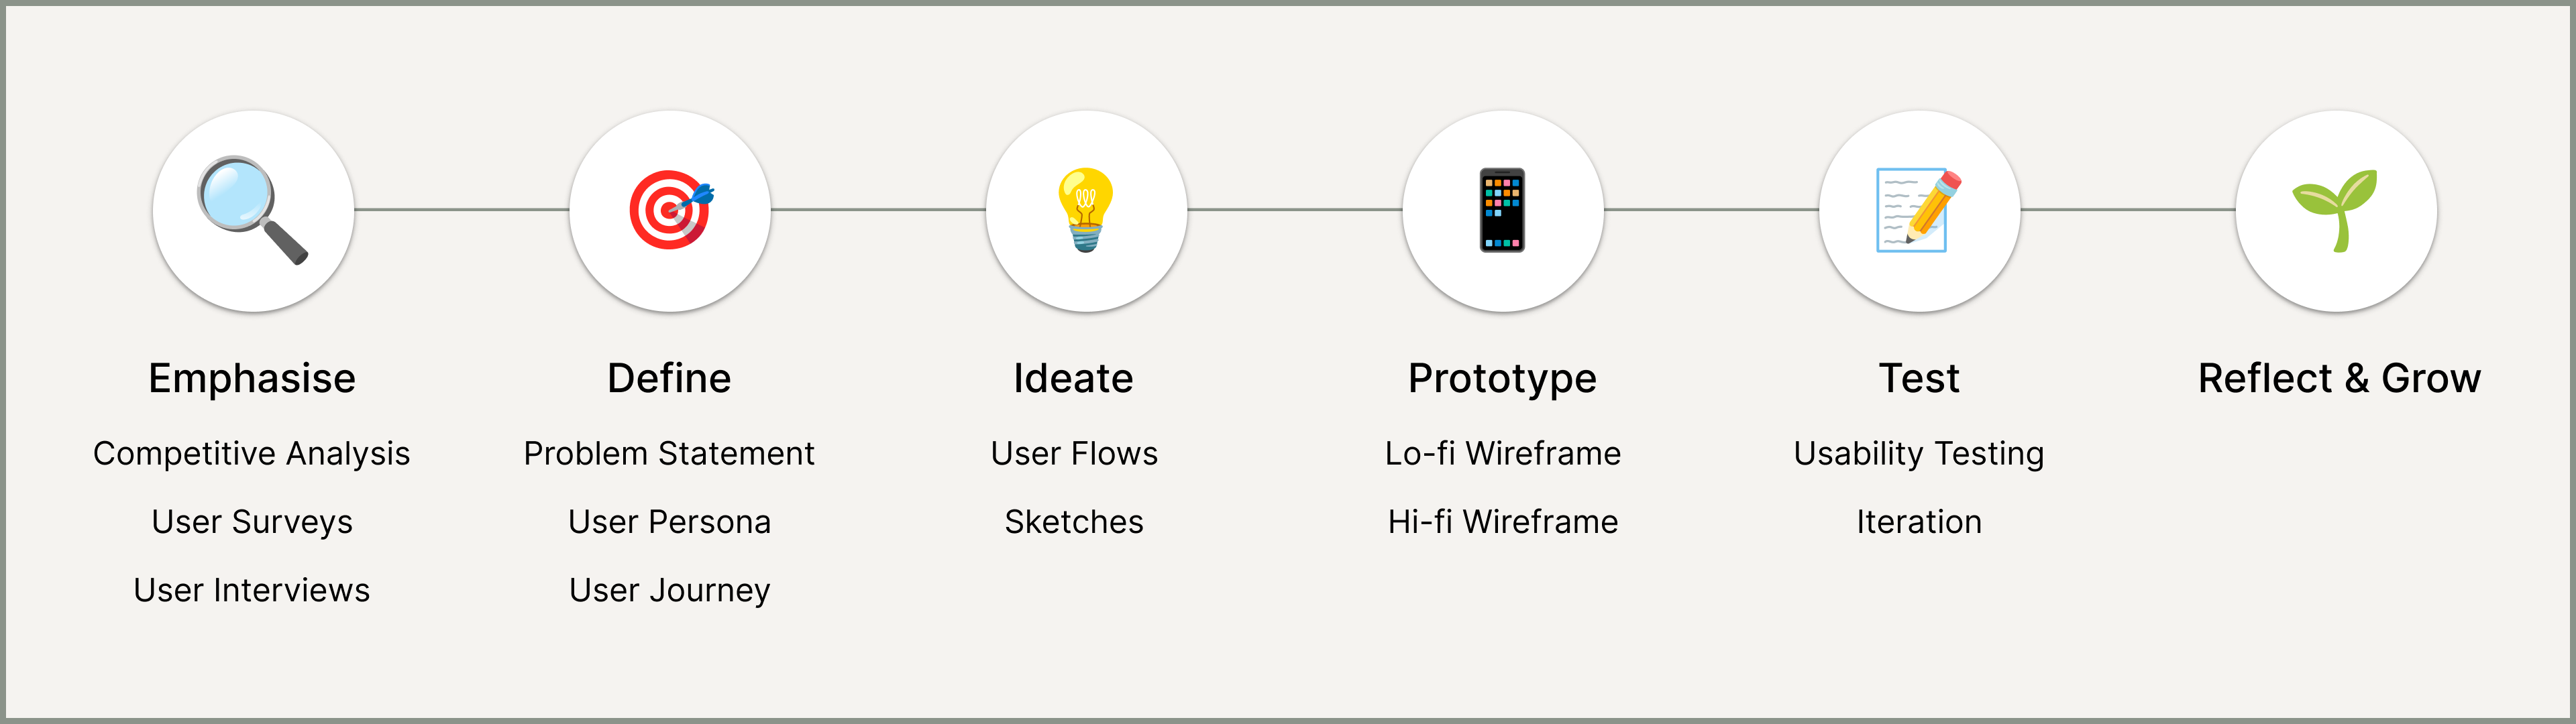 Emphasise
Competitive Analysis
User Surveys
User Interviews
Define
Problem Statement
User Persona
User Journey
Ideate
User Flows
Sketches
Prototype
Lo-fi Wireframe
Hi-fi Wireframe
Test
Usability Testing
Iteration
Reflect & Grow